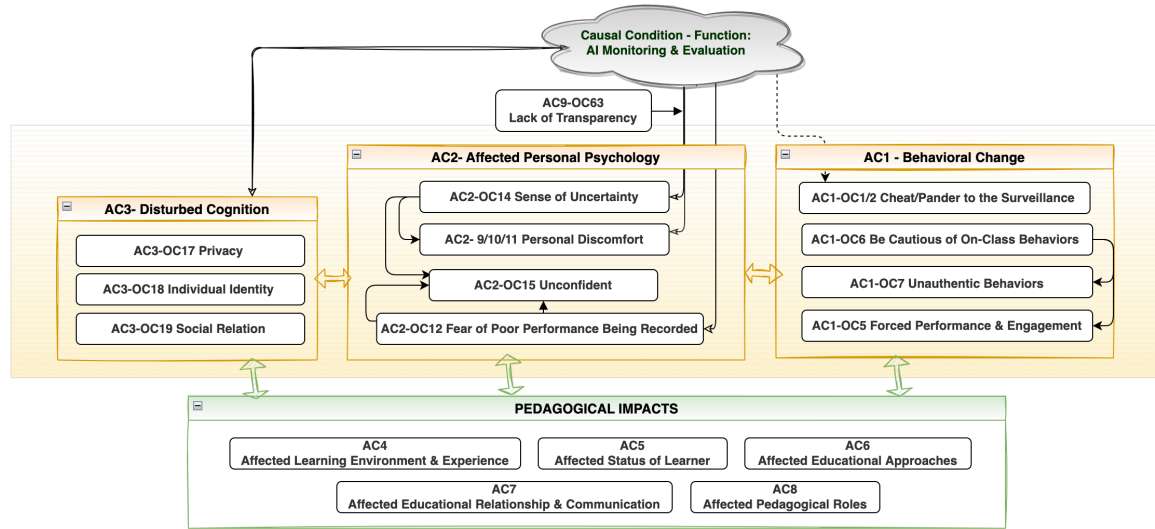 Causal Condition - Function:
AI Monitoring & Evaluation
AC9-OC63
Lack of Transparency
AC3- Disturbed Cognition
AC3-OC17 Privacy
AC3-OC18 Individual Identity
AC3-OC19 Social Relation
AC2- Affected Personal Psychology
AC2-OC14 Sense of Uncertainty
AC2- 9/10/11 Personal Discomfort
AC2-OC15 Unconfident
AC2-OC12 Fear of Poor Performance Being Recorded
AC1 - Behavioral Change
AC1-OC1/2 Cheat/Pander to the Surveillance
AC1-OC6 Be Cautious of On-Class Behaviors
AC1-OC7 Unauthentic Behaviors
AC1-OC5 Forced Performance & Engagement
PEDAGOGICAL IMPACTS
AC4
Affected Learning Environment & Experience
AC5
Affected Status of Learner
AC6
Affected Educational Approaches
AC7
Affected Educational Relationship & Communication
AC8
Affected Pedagogical Roles